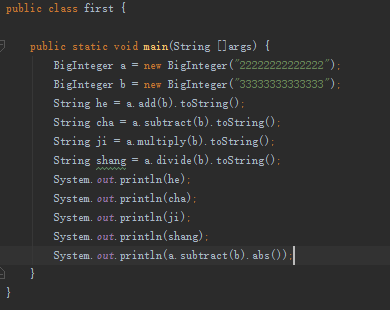 public class first {
public static void main(String []args) {
BigInteger a = new BigInteger("22222222222222");
BigInteger b = new BigInteger("33333333333333");
String he = a.add(b).toString();
String cha = a.subtract(b).toString();
String ji = a.multiply(b).toString();
String shang = a.divide(b).toString();
System.out.println(he);
System.out.println(cha);
System.out.println(ji);
System.out.println(shang);
System.out.println(a.subtract(b).abs());
}
}